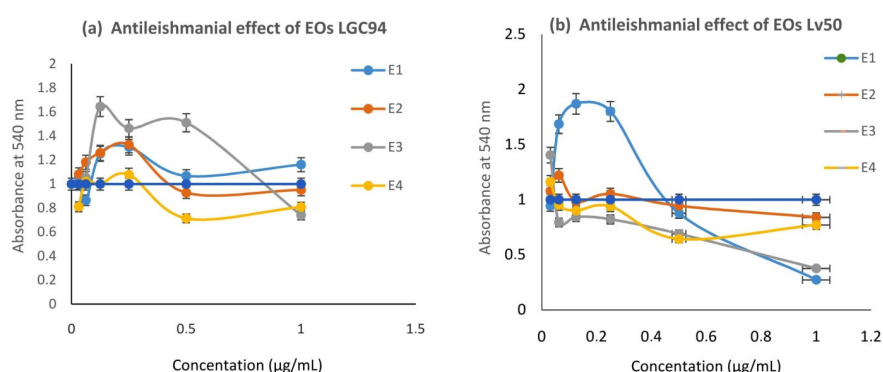 (a) Antileishmanial effect of EOs LGC94
2
1.8
1.6
1.4
1.2
1
0.8
0.6
0.4
0.2
0
Absorbance at 540 nm
0
0.5
1
1.5
Concentation (µg/mL)
E1
E2
E3
E4
(b) Antileishmanial effect of EOs Lv50
2.5
2
1.5
1
0.5
0
Absorbance at 540 nm
0
0.2
0.4
0.6
0.8
1
1.2
Concentation (µg/mL)
E1
E2
E3
E4